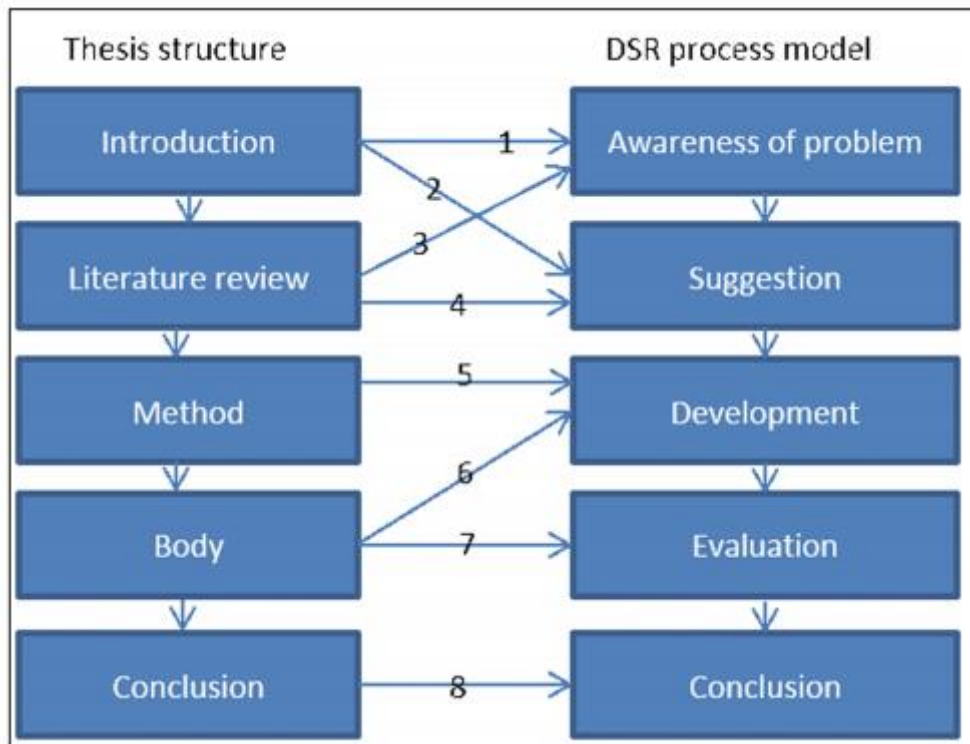 Thesis structure
DSR process model
Introduction
1
Awareness of problem
2
3
Literature review
4
Suggestion
Method
5
Development
6
Body
7
Evaluation
Conclusion
8
Conclusion